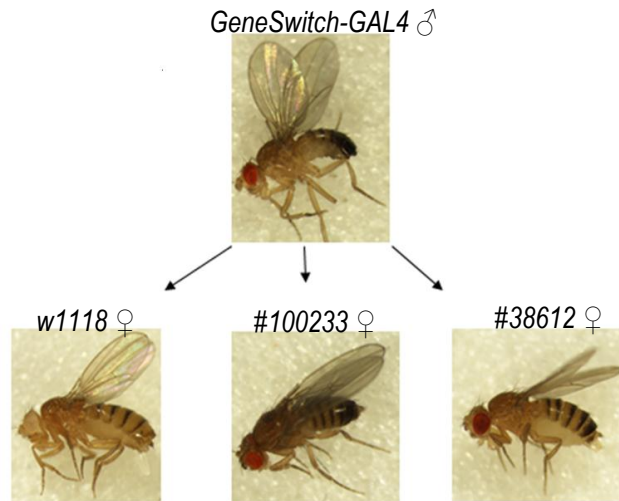 GeneSwitch-GAL4 ♂
w1118 ♀
#100233 ♀
#38612 ♀